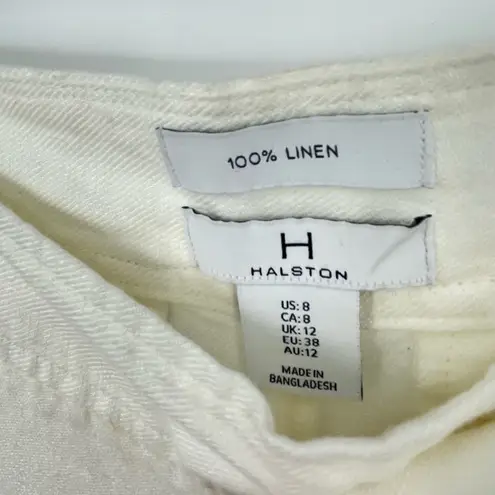 100% LINEN
H
HALSTON
US: 8
CA: 8
UK: 12
EU: 38
AU: 12
MADE IN
BANGLADESH